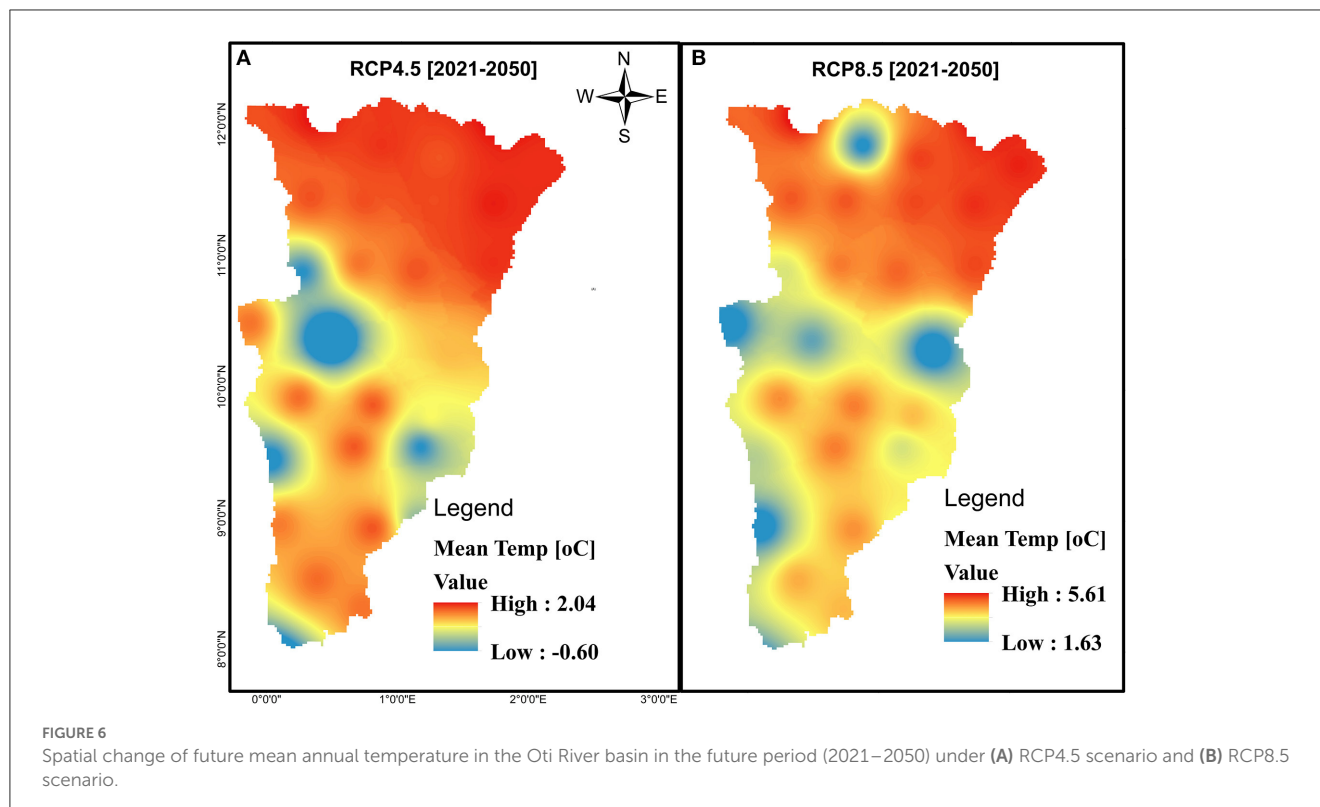 A
RCP4.5 [2021-2050]
N
W
E
S
B
RCP8.5 [2021-2050]
12°0'0"N
11°0'0"N
10°0'0"N
9°0'0"N
8°0'0"N
Legend
Mean Temp [oC]
Value
High : 2.04
Low : -0.60
Legend
Mean Temp [oC]
Value
High : 5.61
Low : 1.63
0°0'0"
1°0'0"E
2°0'0"E
3°0'0"E
FIGURE 6
Spatial change of future mean annual temperature in the Oti River basin in the future period (2021–2050) under (A) RCP4.5 scenario and (B) RCP8.5
scenario.